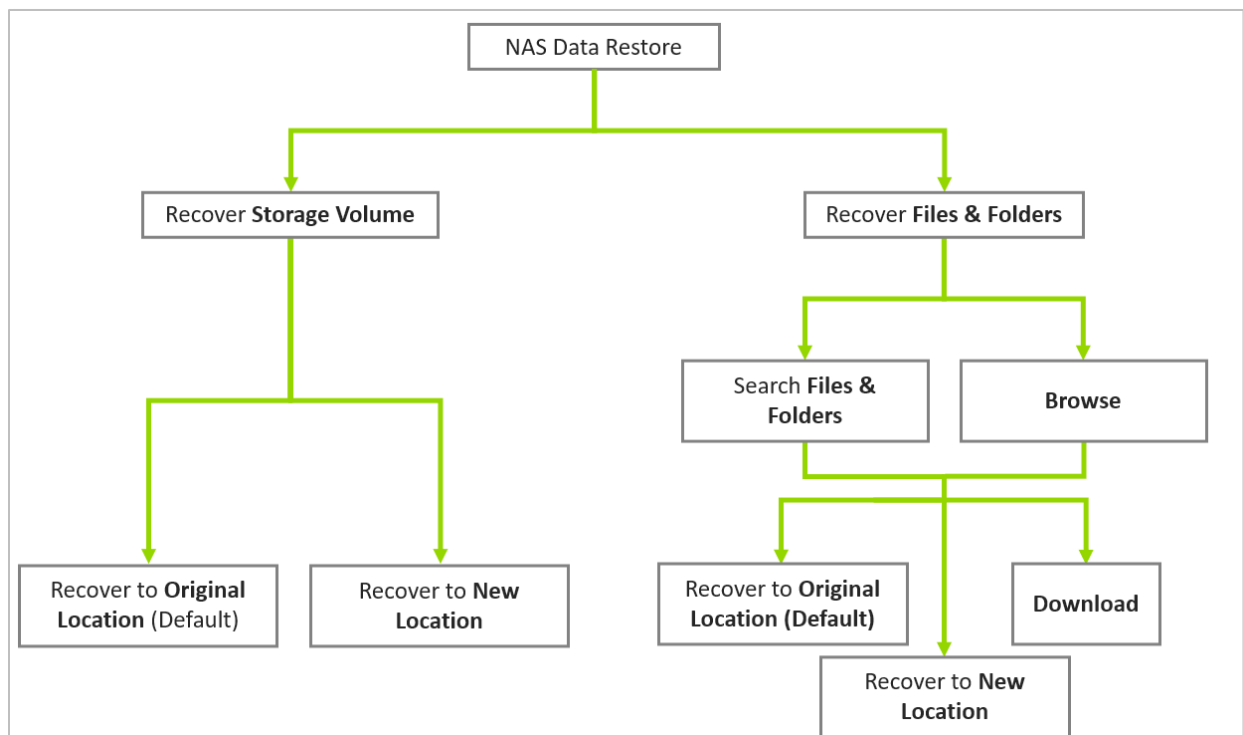 NAS Data Restore
Recover Storage Volume
Recover Files & Folders
Search Files &
Folders
Browse
Recover to Original
Location (Default)
Recover to New
Location
Recover to Original
Location (Default)
Download
Recover to New
Location